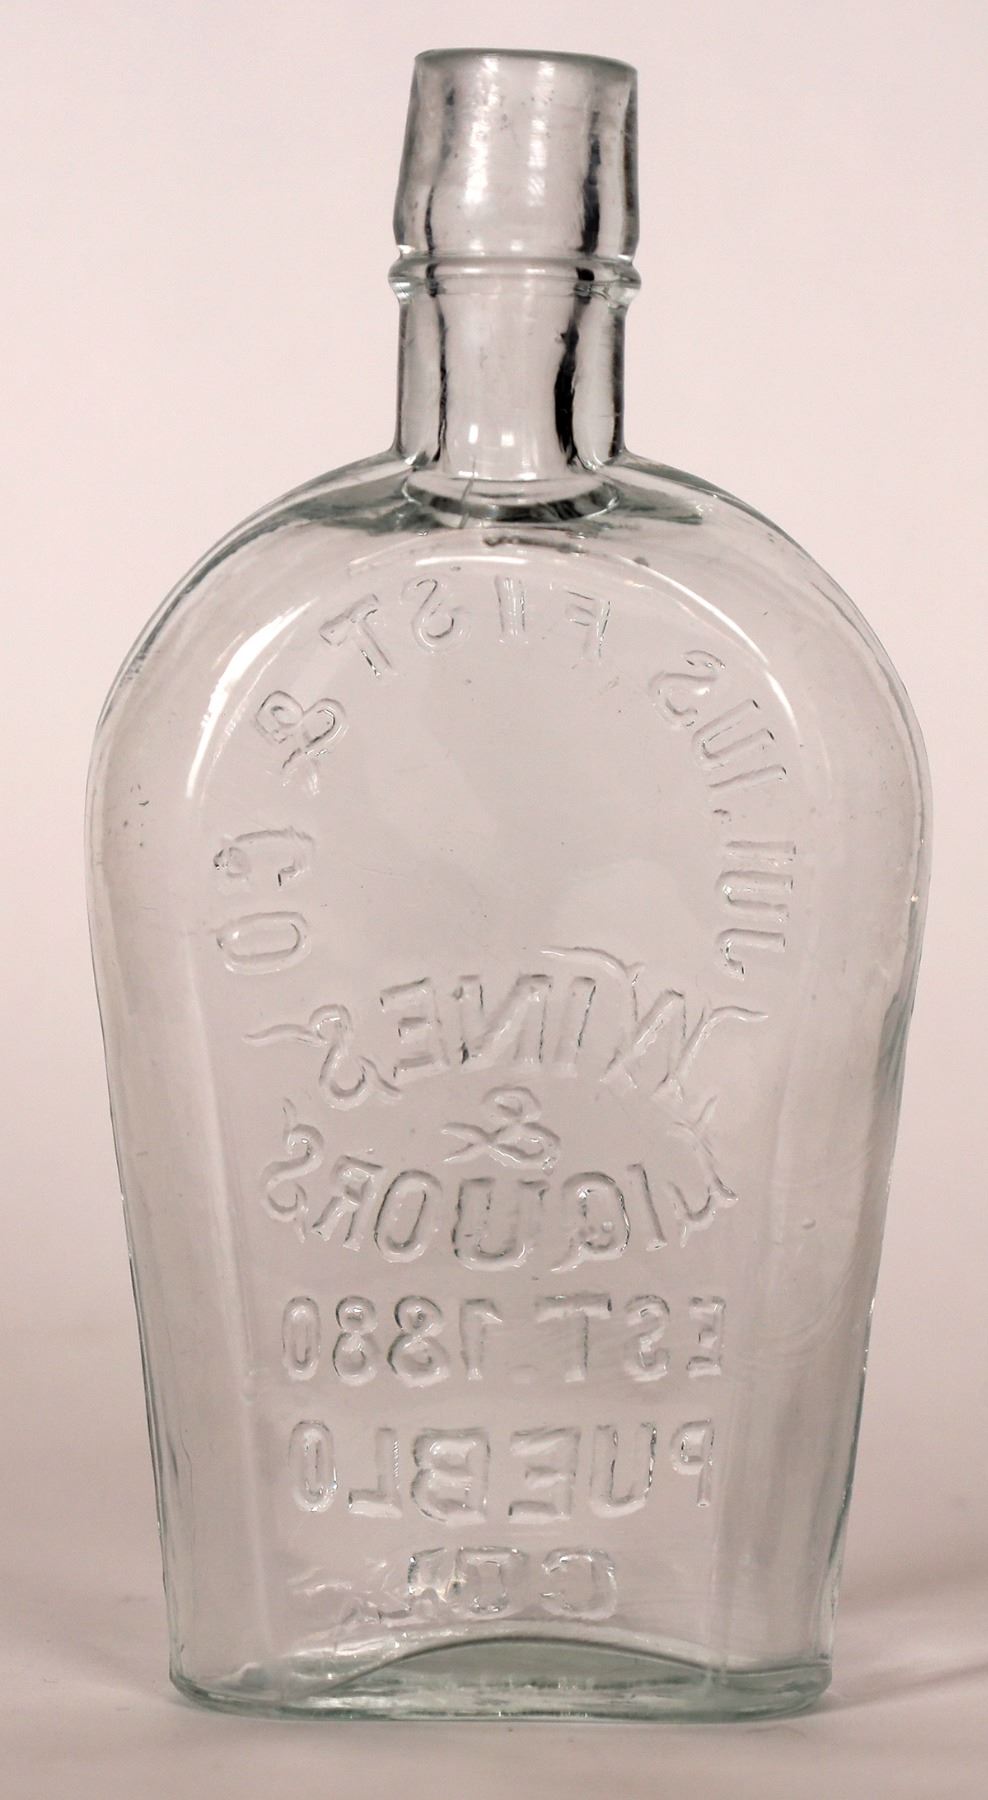 JULIUS FIST & CO
WINES
&
LIQUORS
EST. 1880
PUEBLO
COL.